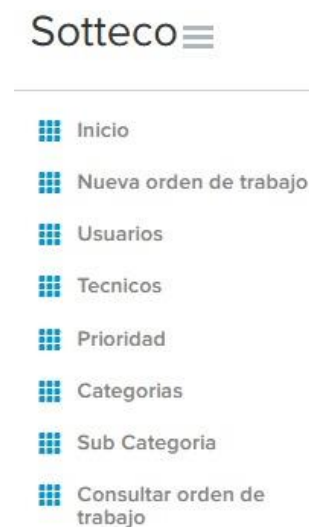 Sotteco
Inicio
Nueva orden de trabajo
Usuarios
Tecnicos
Prioridad
Categorias
Sub Categoria
Consultar orden de
trabajo